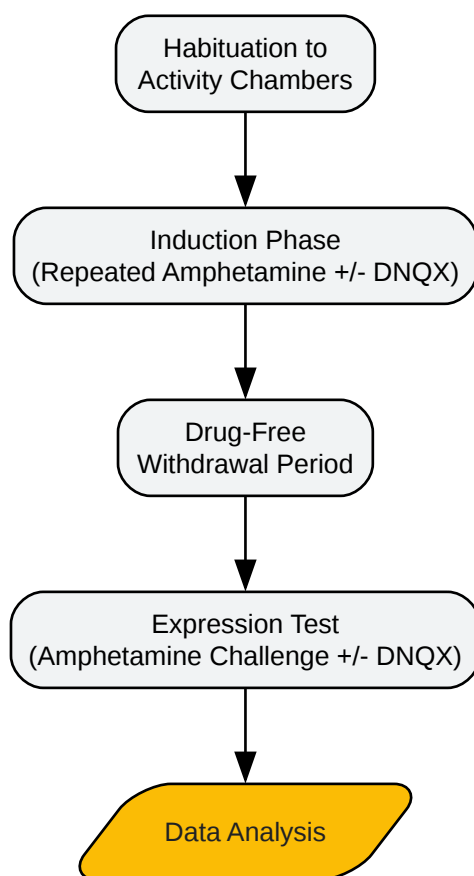 Habituation to
Activity Chambers
Induction Phase
(Repeated Amphetamine +/- DNQX)
Drug-Free
Withdrawal Period
Expression Test
(Amphetamine Challenge +/- DNQX)
Data Analysis